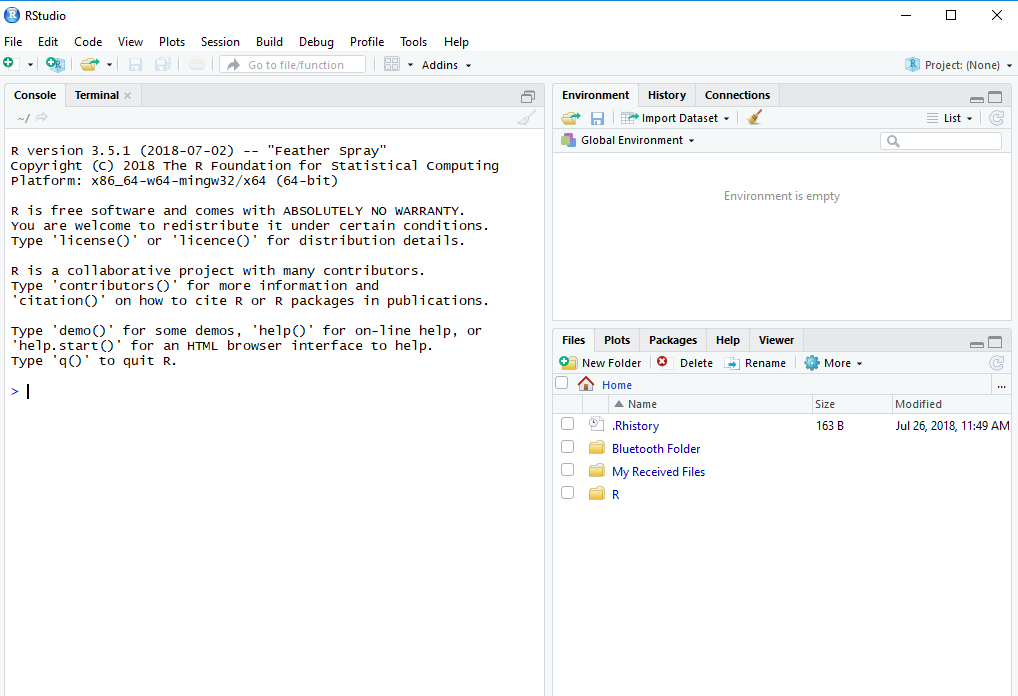 RStudio
File Edit Code View Plots Session Build Debug Profile Tools Help
Go to file/function Addins Project: (None)
Console Terminal
~/
R version 3.5.1 (2018-07-02) -- "Feather Spray"
Copyright (C) 2018 The R Foundation for Statistical Computing
Platform: x86_64-w64-mingw32/x64 (64-bit)
R is free software and comes with ABSOLUTELY NO WARRANTY.
You are welcome to redistribute it under certain conditions.
Type 'license()' or 'licence()' for distribution details.
R is a collaborative project with many contributors.
Type 'contributors()' for more information and
'citation()' on how to cite R or R packages in publications.
Type 'demo()' for some demos, 'help()' for on-line help, or
'help.start()' for an HTML browser interface to help.
Type 'q()' to quit R.
>
Environment History Connections
Import Dataset List
Global Environment
Environment is empty
Files Plots Packages Help Viewer
New Folder Delete Rename More
Home ...
Name Size Modified
.Rhistory 163 B Jul 26, 2018, 11:49 AM
Bluetooth Folder
My Received Files
R